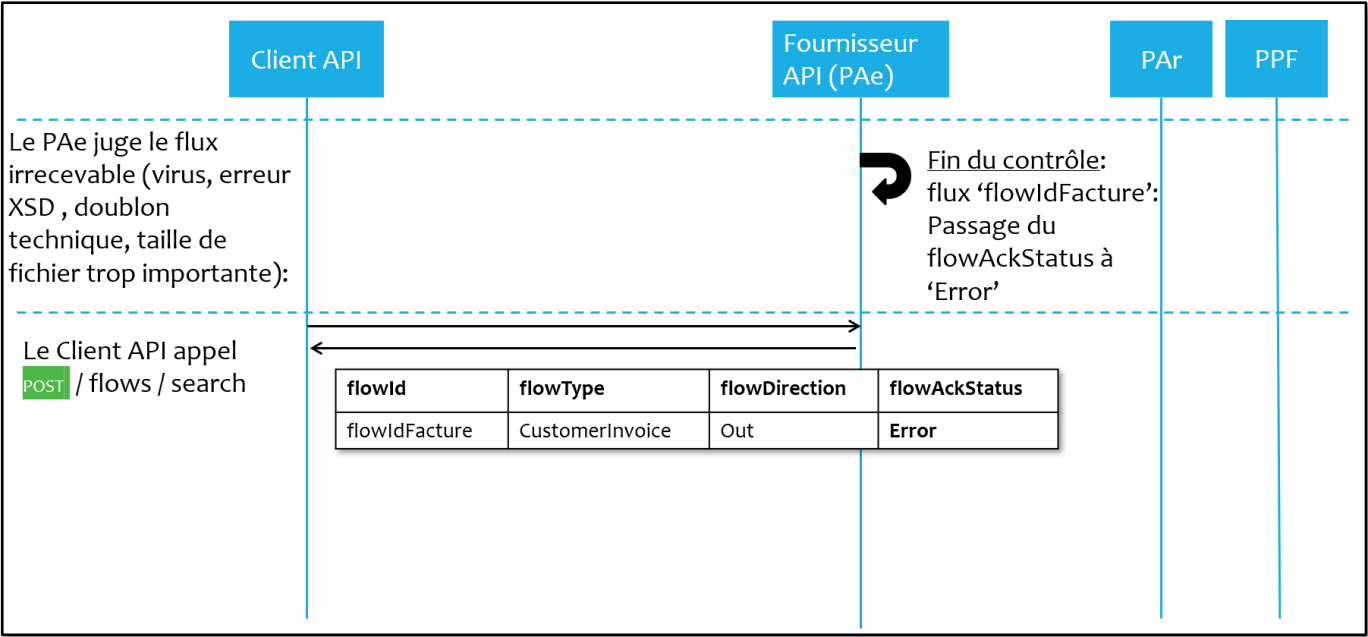 Client API
Fournisseur
API (PAe)
PAr
PPF
Le PAe juge le flux
irrecevable (virus, erreur
XSD , doublon
technique, taille de
fichier trop importante):
Fin du contrôle:
flux ‘flowIdFacture’:
Passage du
flowAckStatus à
‘Error’
Le Client API appel
POST / flows / search
flowId flowType flowDirection flowAckStatus
flowIdFacture CustomerInvoice Out Error